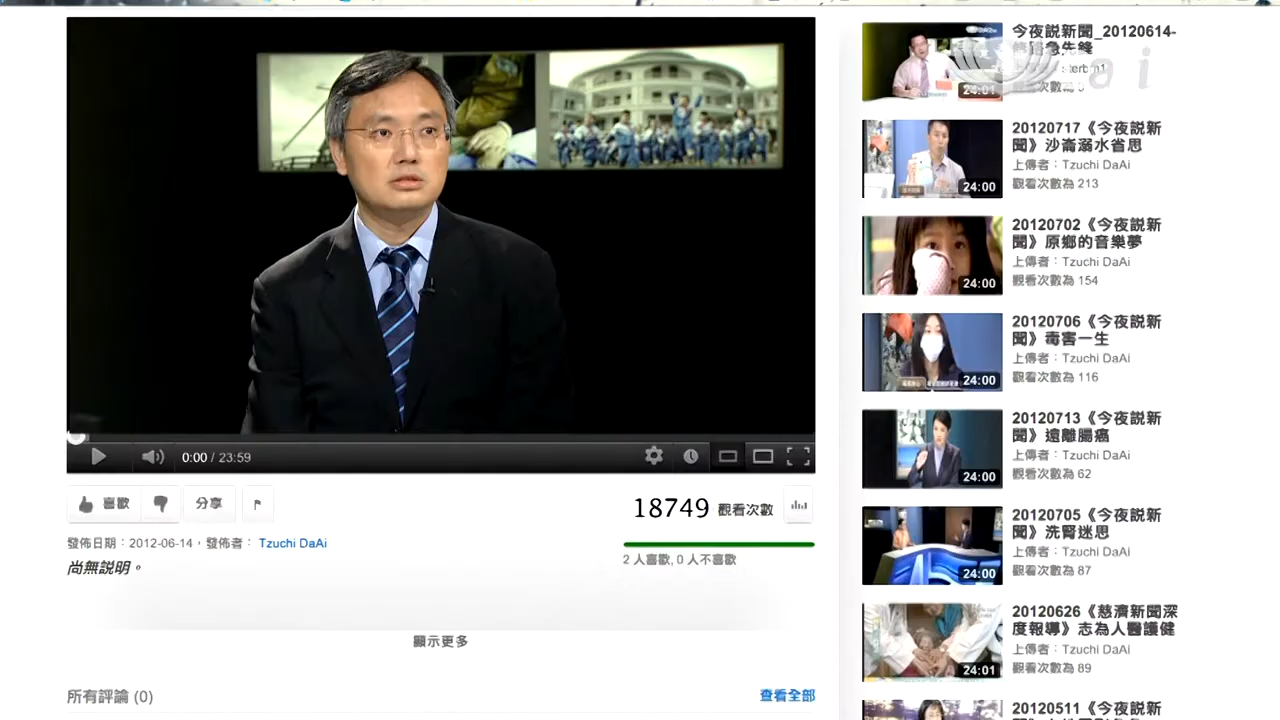 0:00 / 23:59
喜歡
分享
18749 觀看次數
發佈日期：2012-06-14，發佈者： Tzuchi DaAi
2 人喜歡, 0 人不喜歡
尚無說明。
顯示更多
所有評論 (0)
查看全部
今夜說新聞_20120614-
急先鋒
24:01
ai
20120717《今夜說新
聞》沙崙溺水省思
上傳者：Tzuchi DaAi
觀看次數為 213
24:00
20120702《今夜說新
聞》原鄉的音樂夢
上傳者：Tzuchi DaAi
觀看次數為 154
24:00
20120706《今夜說新
聞》毒害一生
上傳者：Tzuchi DaAi
觀看次數為 116
24:00
20120713《今夜說新
聞》遠離腸癌
上傳者：Tzuchi DaAi
觀看次數為 62
24:00
20120705《今夜說新
聞》洗腎迷思
上傳者：Tzuchi DaAi
觀看次數為 87
24:00
20120626《慈濟新聞深
度報導》志為人醫護健
上傳者：Tzuchi DaAi
觀看次數為 89
24:01
20120511《今夜說新